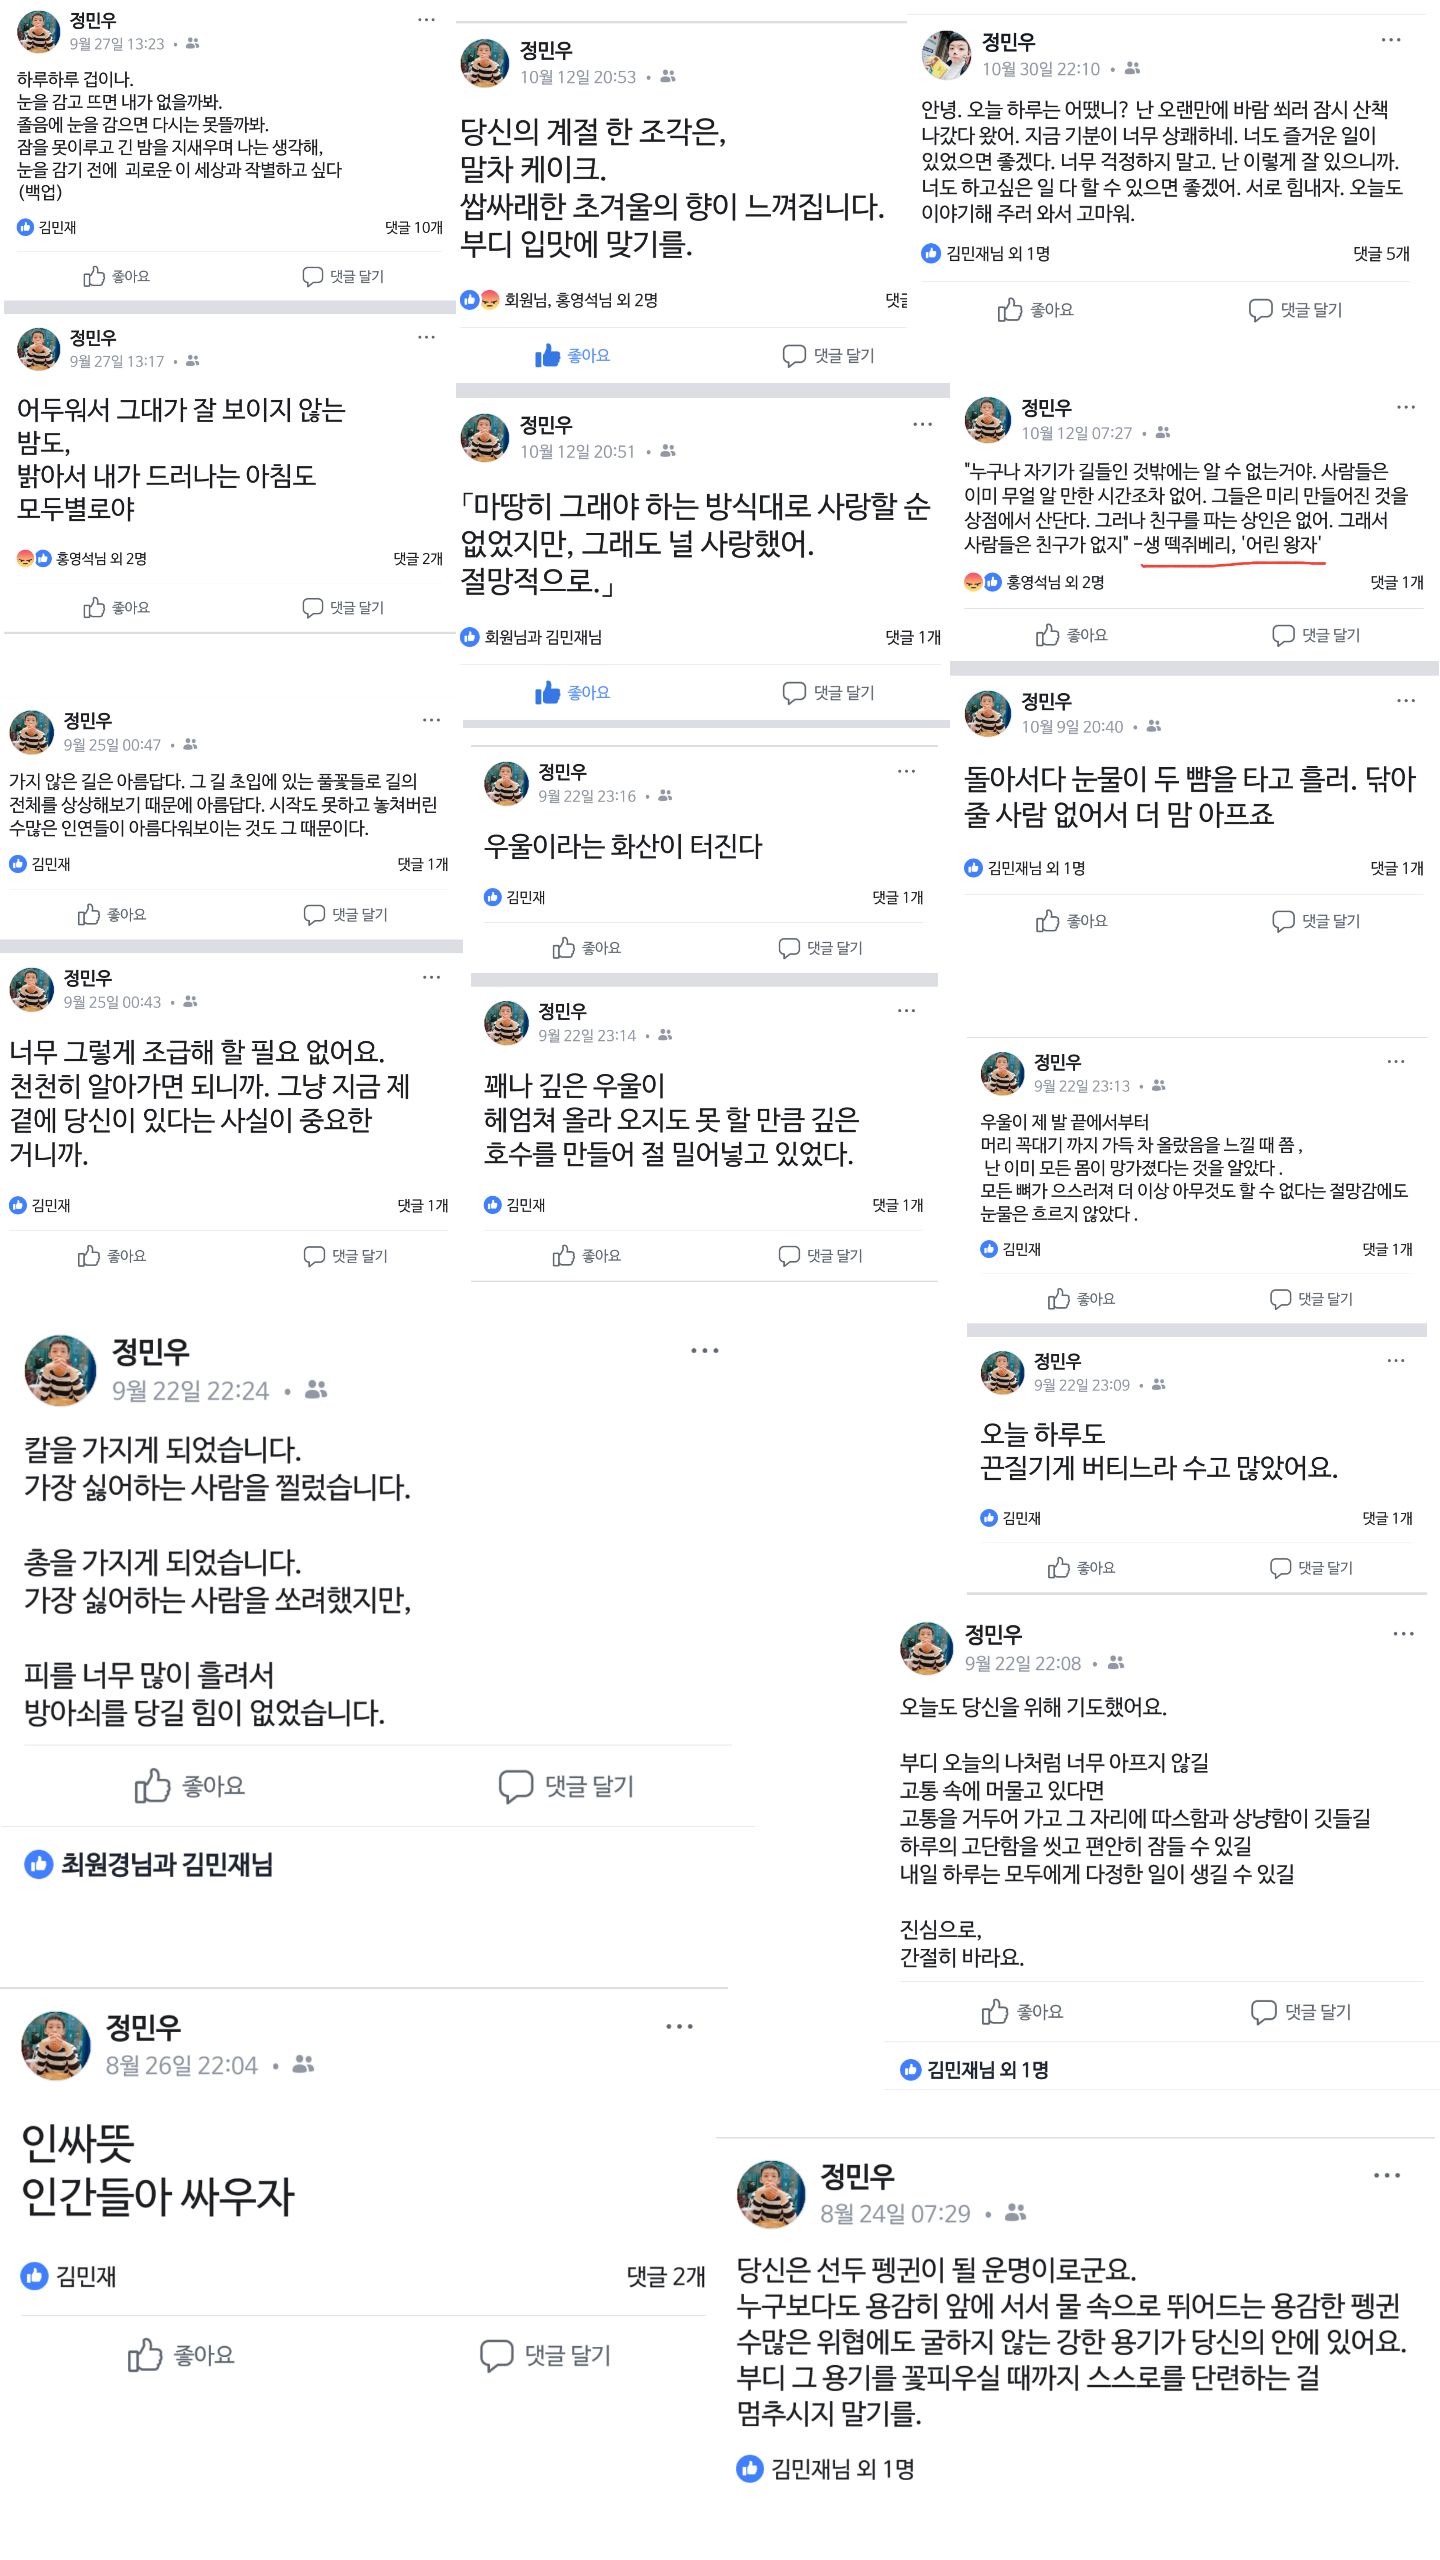 정민우
9월 27일 13:23
하루하루 겁이나.
눈을 감고 뜨면 내가 없을까봐.
졸음에 눈을 감으면 다시는 못뜰까봐.
잠을 못이루고 긴 밤을 지새우며 나는 생각해,
눈을 감기 전에 괴로운 이 세상과 작별하고 싶다
(백업)
김민재 댓글 10개
좋아요 댓글 달기
정민우
9월 27일 13:17
어두워서 그대가 잘 보이지 않는
밤도,
밝아서 내가 드러나는 아침도
모두별로야
홍영석님 외 2명 댓글 2개
좋아요 댓글 달기
정민우
9월 25일 00:47
가지 않은 길은 아름답다. 그 길 초입에 있는 풀꽃들로 길의
전체를 상상해보기 때문에 아름답다. 시작도 못하고 놓쳐버린
수많은 인연들이 아름다워보이는 것도 그 때문이다.
김민재 댓글 1개
좋아요 댓글 달기
정민우
9월 25일 00:43
너무 그렇게 조급해 할 필요 없어요.
천천히 알아가면 되니까. 그냥 지금 제
곁에 당신이 있다는 사실이 중요한
거니까.
김민재 댓글 1개
좋아요 댓글 달기
정민우
10월 12일 20:53
당신의 계절 한 조각은,
말차 케이크.
쌉싸래한 초겨울의 향이 느껴집니다.
부디 입맛에 맞기를.
회원님, 홍영석님 외 2명 댓글
좋아요 댓글 달기
정민우
10월 12일 20:51
「마땅히 그래야 하는 방식대로 사랑할 순
없었지만, 그래도 널 사랑했어.
절망적으로.」
회원님과 김민재님 댓글 1개
좋아요 댓글 달기
정민우
9월 22일 23:16
우울이라는 화산이 터진다
김민재 댓글 1개
좋아요 댓글 달기
정민우
9월 22일 23:14
꽤나 깊은 우울이
헤엄쳐 올라 오지도 못 할 만큼 깊은
호수를 만들어 절 밀어넣고 있었다.
김민재 댓글 1개
좋아요 댓글 달기
정민우
10월 30일 22:10
안녕. 오늘 하루는 어땠니? 난 오랜만에 바람 쐬러 잠시 산책
나갔다 왔어. 지금 기분이 너무 상쾌하네. 너도 즐거운 일이
있었으면 좋겠다. 너무 걱정하지 말고. 난 이렇게 잘 있으니까.
너도 하고싶은 일 다 할 수 있으면 좋겠어. 서로 힘내자. 오늘도
이야기해 주러 와서 고마워.
김민재님 외 1명 댓글 5개
좋아요 댓글 달기
정민우
10월 12일 07:27
"누구나 자기가 길들인 것밖에는 알 수 없는거야. 사람들은
이미 무얼 알 만한 시간조차 없어. 그들은 미리 만들어진 것을
상점에서 산단다. 그러나 친구를 파는 상인은 없어. 그래서
사람들은 친구가 없지" -생 떽쥐베리, '어린 왕자'
홍영석님 외 2명 댓글 1개
좋아요 댓글 달기
정민우
10월 9일 20:40
돌아서다 눈물이 두 뺨을 타고 흘러. 닦아
줄 사람 없어서 더 맘 아프죠
김민재님 외 1명 댓글 1개
좋아요 댓글 달기
정민우
9월 22일 23:13
우울이 제 발 끝에서부터
머리 꼭대기 까지 가득 차 올랐음을 느낄 때 쯤 ,
난 이미 모든 몸이 망가졌다는 것을 알았다 .
모든 뼈가 으스러져 더 이상 아무것도 할 수 없다는 절망감에도
눈물은 흐르지 않았다 .
김민재 댓글 1개
좋아요 댓글 달기
정민우
9월 22일 23:09
오늘 하루도
끈질기게 버티느라 수고 많았어요.
김민재 댓글 1개
좋아요 댓글 달기
정민우
9월 22일 22:24
칼을 가지게 되었습니다.
가장 싫어하는 사람을 찔렀습니다.
총을 가지게 되었습니다.
가장 싫어하는 사람을 쏘려했지만,
피를 너무 많이 흘려서
방아쇠를 당길 힘이 없었습니다.
좋아요 댓글 달기
최원경님과 김민재님
정민우
9월 22일 22:08
오늘도 당신을 위해 기도했어요.
부디 오늘의 나처럼 너무 아프지 않길
고통 속에 머물고 있다면
고통을 거두어 가고 그 자리에 따스함과 상냥함이 깃들길
하루의 고단함을 씻고 편안히 잠들 수 있길
내일 하루는 모두에게 다정한 일이 생길 수 있길
진심으로,
간절히 바라요.
좋아요 댓글 달기
김민재님 외 1명
정민우
8월 26일 22:04
인싸뜻
인간들아 싸우자
김민재 댓글 2개
좋아요 댓글 달기
정민우
8월 24일 07:29
당신은 선두 펭귄이 될 운명이로군요.
누구보다도 용감히 앞에 서서 물 속으로 뛰어드는 용감한 펭귄
수많은 위협에도 굴하지 않는 강한 용기가 당신의 안에 있어요.
부디 그 용기를 꽃피우실 때까지 스스로를 단련하는 걸
멈추시지 말기를.
김민재님 외 1명